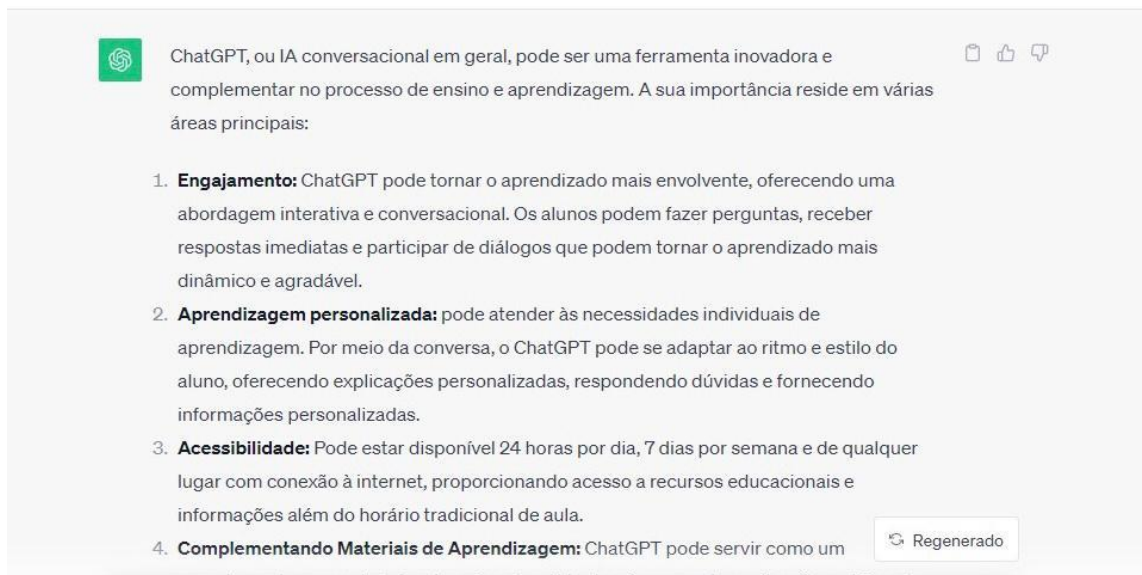 ChatGPT, ou IA conversacional em geral, pode ser uma ferramenta inovadora e
complementar no processo de ensino e aprendizagem. A sua importância reside em várias
áreas principais:
1. Engajamento: ChatGPT pode tornar o aprendizado mais envolvente, oferecendo uma
abordagem interativa e conversacional. Os alunos podem fazer perguntas, receber
respostas imediatas e participar de diálogos que podem tornar o aprendizado mais
dinâmico e agradável.
2. Aprendizagem personalizada: pode atender às necessidades individuais de
aprendizagem. Por meio da conversa, o ChatGPT pode se adaptar ao ritmo e estilo do
aluno, oferecendo explicações personalizadas, respondendo dúvidas e fornecendo
informações personalizadas.
3. Acessibilidade: Pode estar disponível 24 horas por dia, 7 dias por semana e de qualquer
lugar com conexão à internet, proporcionando acesso a recursos educacionais e
informações além do horário tradicional de aula.
4. Complementando Materiais de Aprendizagem: ChatGPT pode servir como um
Regenerado